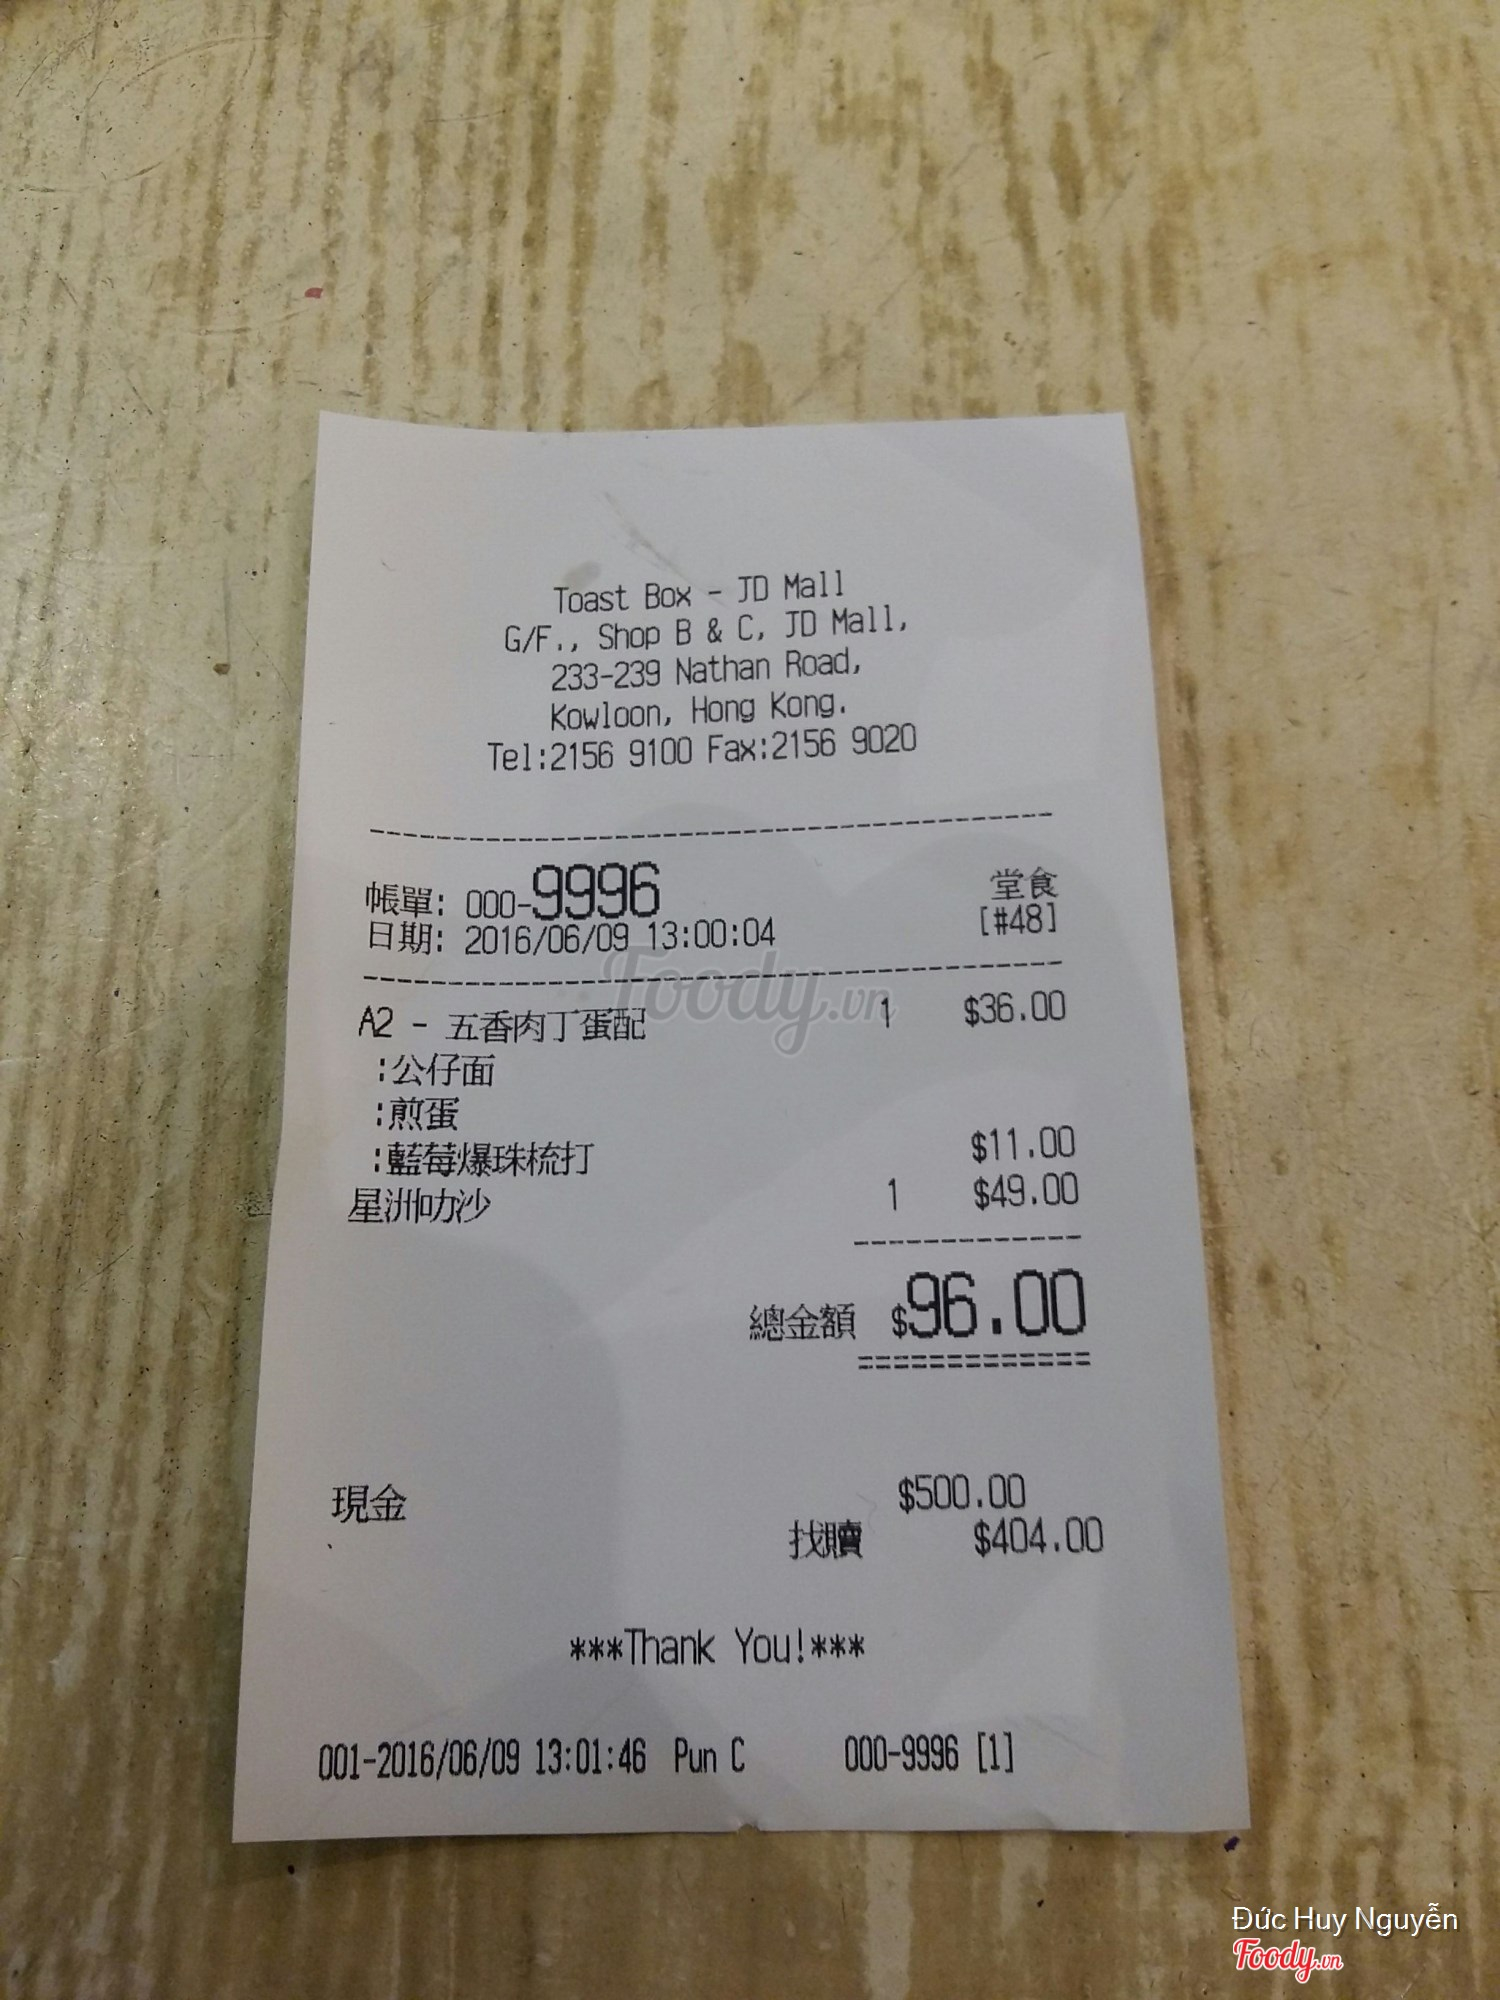 Toast Box - JD Mall
G/F., Shop B & C, JD Mall,
233-239 Nathan Road,
Kowloon, Hong Kong.
Tel:2156 9100 Fax:2156 9020
帳單: 000-9996 堂食
日期: 2016/06/09 13:00:04 [#48]
A2 - 五香肉丁蛋配 1 $36.00
:公仔面
:煎蛋
:藍莓爆珠梳打 $11.00
星洲叻沙 1 $49.00
總金額 $96.00
現金 $500.00
找贖 $404.00
***Thank You!***
001-2016/06/09 13:01:46 Pun C 000-9996 [1]
Foody.vn
Đức Huy Nguyễn
Foody.vn